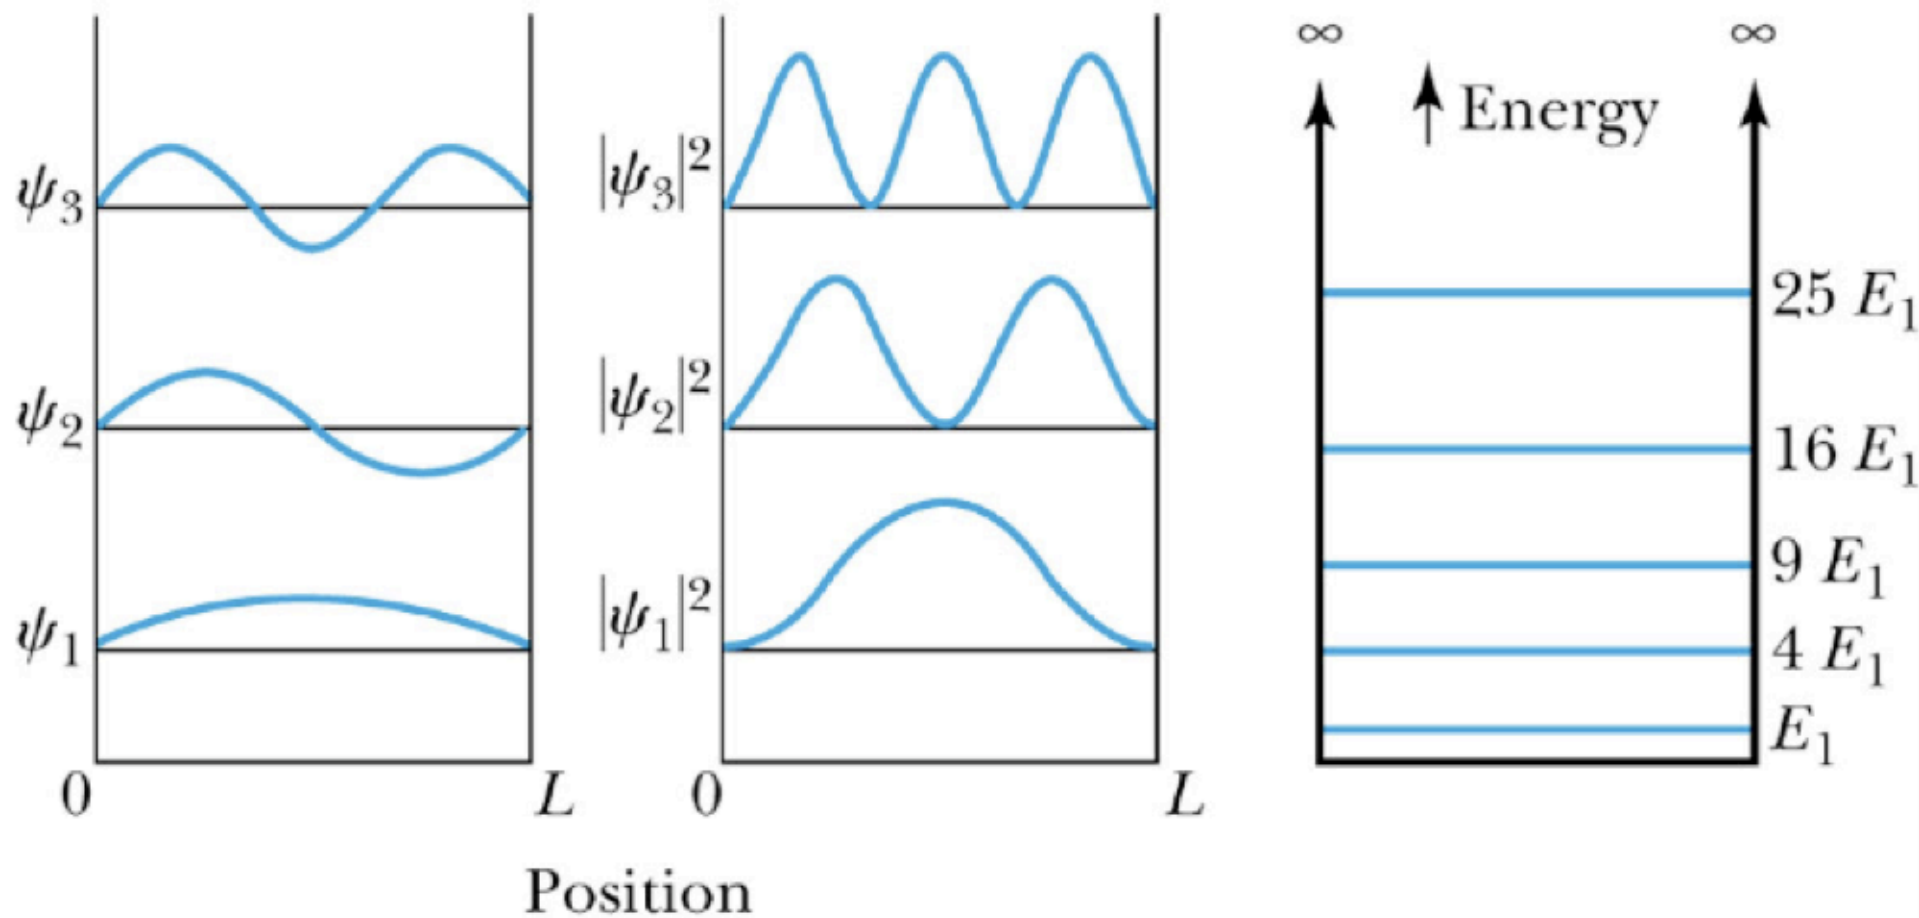 ψ₃
ψ₂
ψ₁
0
L
|ψ₃|²
|ψ₂|²
|ψ₁|²
0
L
Position
∞
∞
Energy
25 E₁
16 E₁
9 E₁
4 E₁
E₁